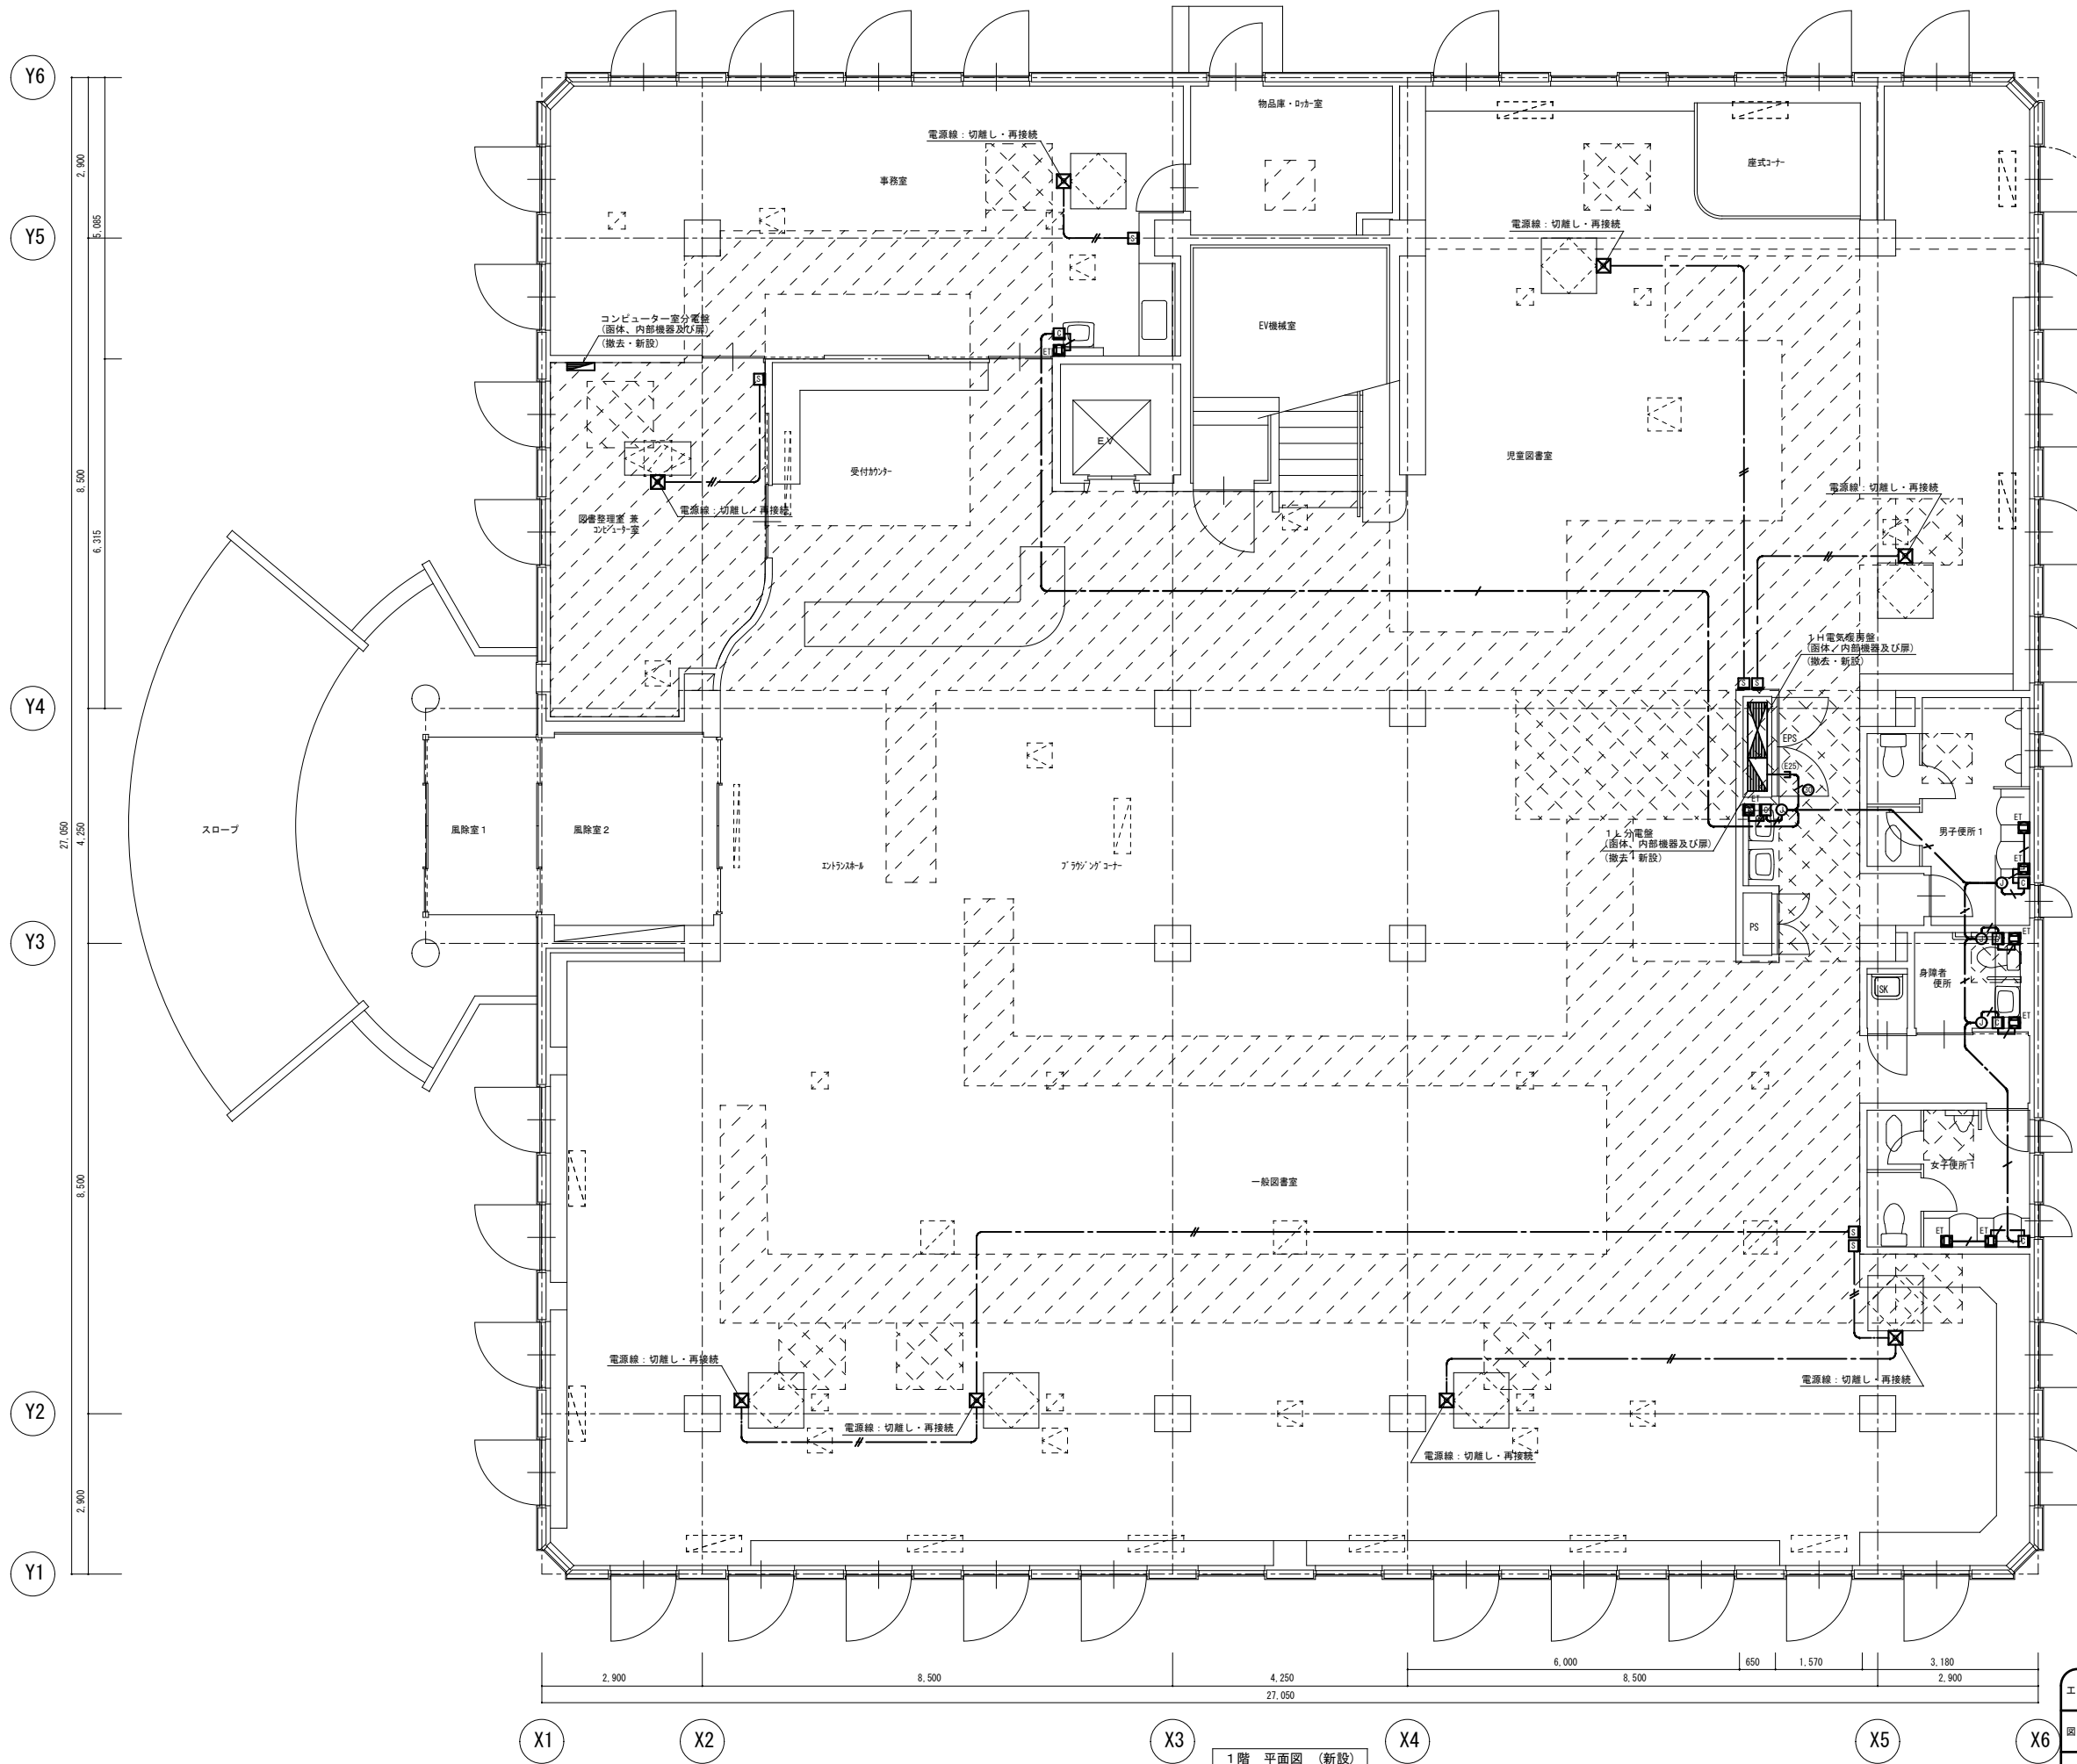 Y6
物品庫・ロッカー室
電源線：切離し・再接続
座式コーナー
事務室
2,900
5,085
Y5
電源線：切離し・再接続
コンピューター室分電盤
(函体、内部機器及び扉)
(撤去・新設)
EV機械室
S
C
ET
S
EV
受付カウンター
児童図書室
8,500
6,315
電源線：切離し・再接続
電源線：切離し・再接続
図書整理室 兼
コンピューター室
1H電気暖房盤
(函体、内部機器及び扉)
(撤去・新設)
S
S
Y4
EPS
(E25)
ET
スロープ
風除室1
風除室2
エントランスホール
ブラウジングコーナー
1L分電盤
(函体、内部機器及び扉)
(撤去・新設)
男子便所1
ET
ET
J
C
27,050
4,250
PS
Y3
ET
身障者
便所
SK
J
C
ET
8,500
一般図書室
女子便所1
S
S
ET
ET
C
電源線：切離し・再接続
電源線：切離し・再接続
電源線：切離し・再接続
電源線：切離し・再接続
Y2
2,900
Y1
6,000
650
1,570
3,180
2,900
8,500
4,250
8,500
2,900
27,050
X1
X2
X3
X4
X5
X6
1階 平面図 (新設)
工
図